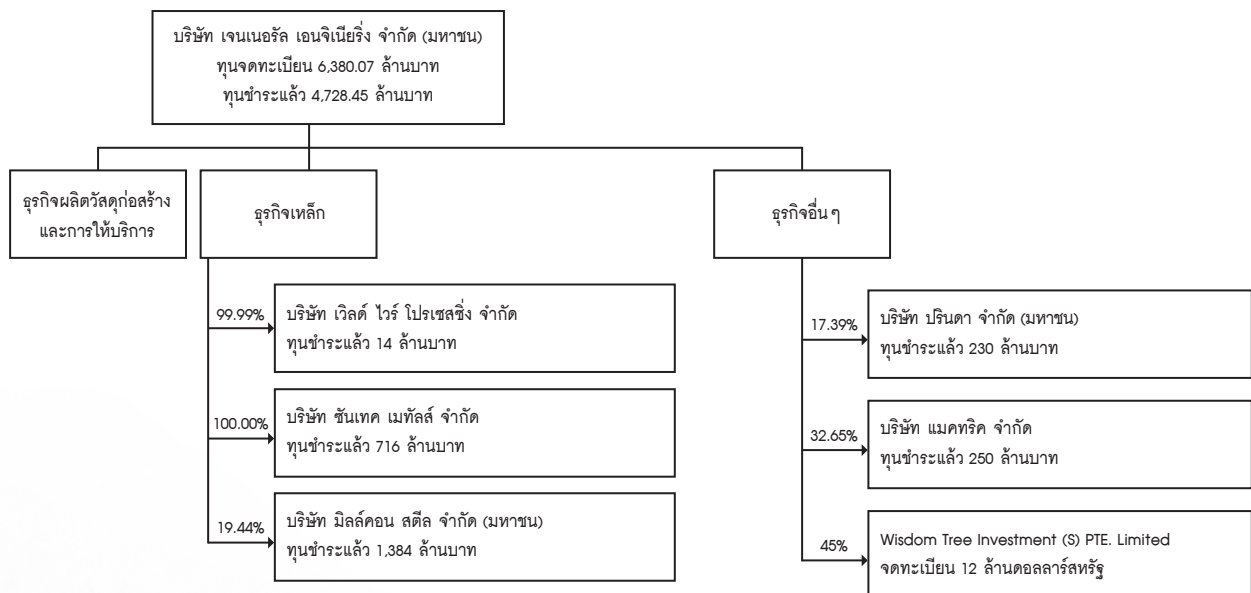 บริษัท เจนเนอรัล เอนจิเนียริ่ง จำกัด (มหาชน)
ทุนจดทะเบียน 6,380.07 ล้านบาท
ทุนชำระแล้ว 4,728.45 ล้านบาท
ธุรกิจผลิตวัสดุก่อสร้าง
และการให้บริการ
ธุรกิจเหล็ก
ธุรกิจอื่นๆ
99.99%
บริษัท เวิลด์ ไวร์ โปรเซสซิ่ง จำกัด
ทุนชำระแล้ว 14 ล้านบาท
100.00%
บริษัท ซันเทค เมทัลส์ จำกัด
ทุนชำระแล้ว 716 ล้านบาท
19.44%
บริษัท มิลล์คอน สตีล จำกัด (มหาชน)
ทุนชำระแล้ว 1,384 ล้านบาท
17.39%
บริษัท ปรินดา จำกัด (มหาชน)
ทุนชำระแล้ว 230 ล้านบาท
32.65%
บริษัท แมคทริค จำกัด
ทุนชำระแล้ว 250 ล้านบาท
45%
Wisdom Tree Investment (S) PTE. Limited
จดทะเบียน 12 ล้านดอลลาร์สหรัฐ